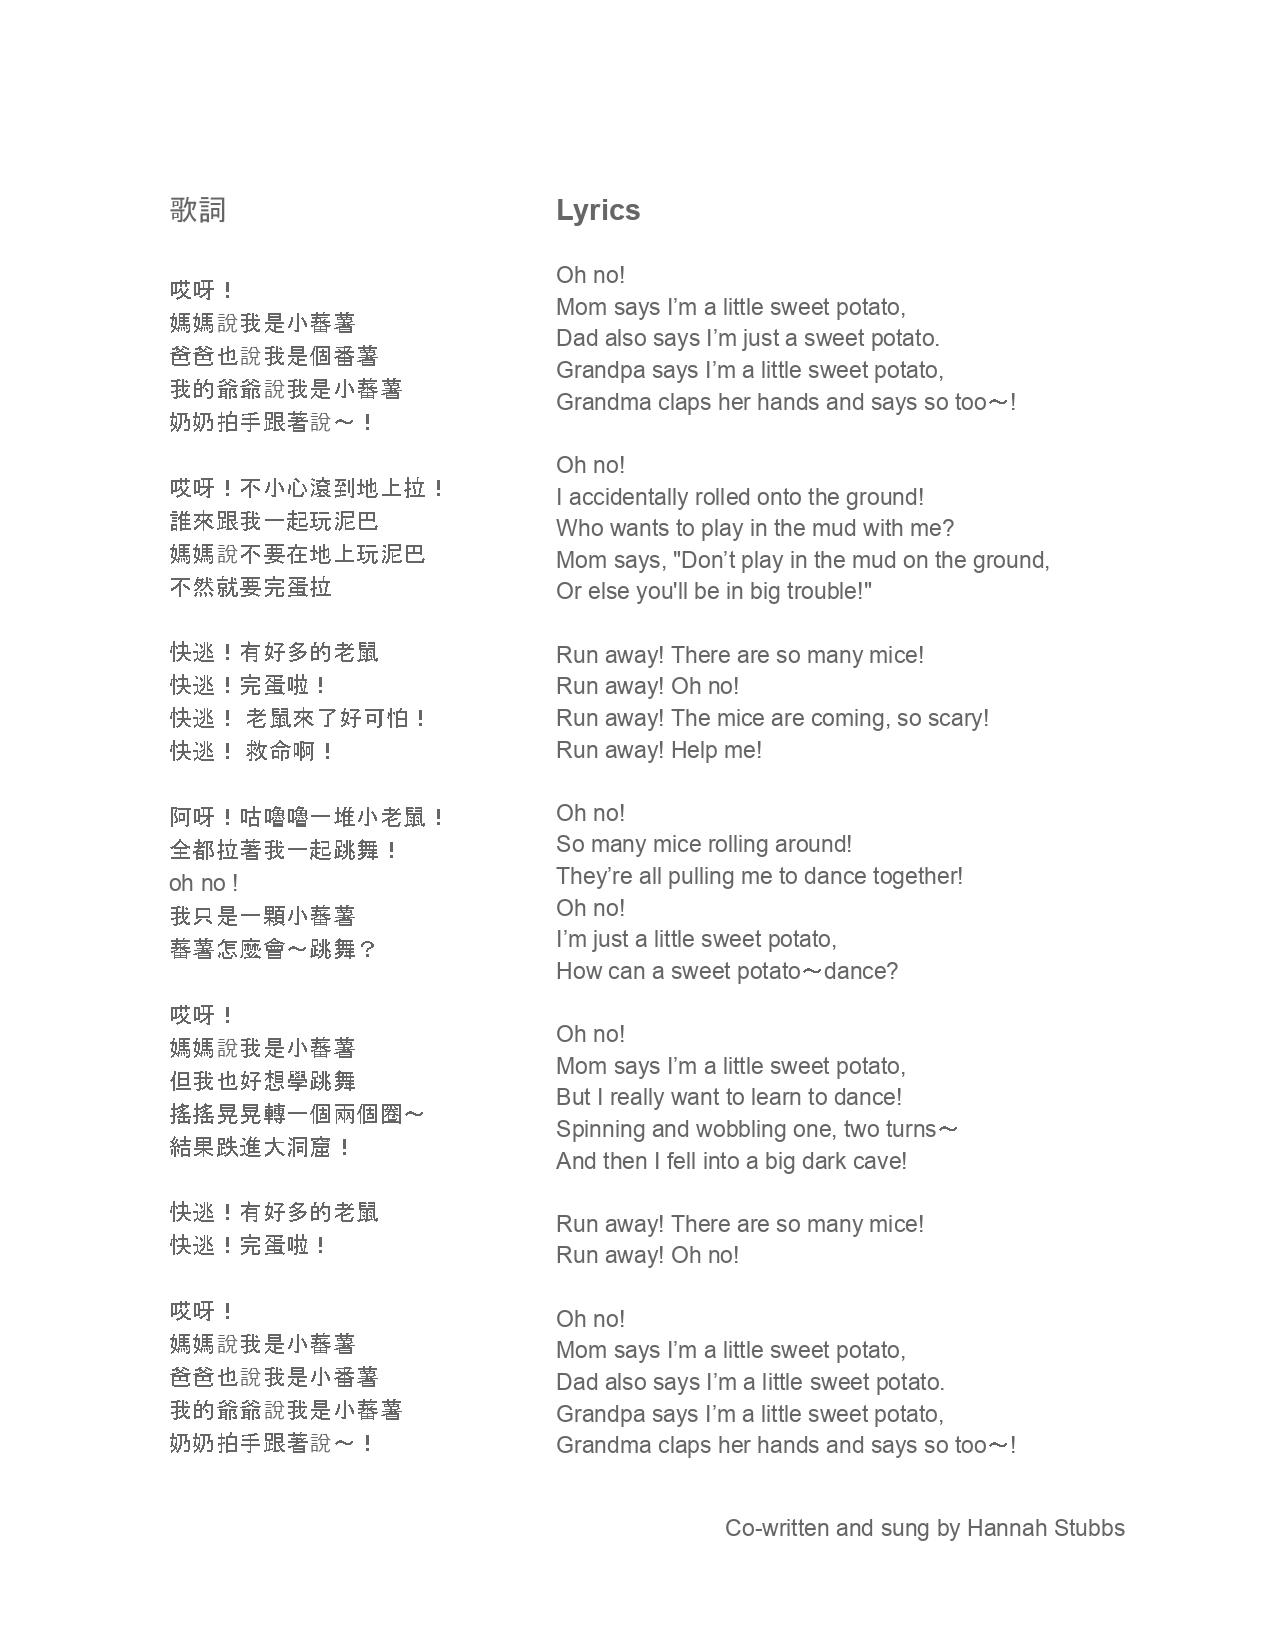 歌詞
哎呀！
媽媽說我是小蕃薯
爸爸也說我是個番薯
我的爺爺說我是小蕃薯
奶奶拍手跟著說～！
哎呀！不小心滾到地上拉！
誰來跟我一起玩泥巴
媽媽說不要在地上玩泥巴
不然就要完蛋拉
快逃！有好多的老鼠
快逃！完蛋啦！
快逃！ 老鼠來了好可怕！
快逃！ 救命啊！
阿呀！咕嚕嚕一堆小老鼠！
全都拉著我一起跳舞！
oh no !
我只是一顆小蕃薯
蕃薯怎麼會～跳舞？
哎呀！
媽媽說我是小蕃薯
但我也好想學跳舞
搖搖晃晃轉一個兩個圈～
結果跌進大洞窟！
快逃！有好多的老鼠
快逃！完蛋啦！
哎呀！
媽媽說我是小蕃薯
爸爸也說我是小番薯
我的爺爺說我是小蕃薯
奶奶拍手跟著說～！
Lyrics
Oh no!
Mom says I’m a little sweet potato,
Dad also says I’m just a sweet potato.
Grandpa says I’m a little sweet potato,
Grandma claps her hands and says so too～!
Oh no!
I accidentally rolled onto the ground!
Who wants to play in the mud with me?
Mom says, "Don’t play in the mud on the ground,
Or else you'll be in big trouble!"
Run away! There are so many mice!
Run away! Oh no!
Run away! The mice are coming, so scary!
Run away! Help me!
Oh no!
So many mice rolling around!
They’re all pulling me to dance together!
Oh no!
I’m just a little sweet potato,
How can a sweet potato～dance?
Oh no!
Mom says I’m a little sweet potato,
But I really want to learn to dance!
Spinning and wobbling one, two turns～
And then I fell into a big dark cave!
Run away! There are so many mice!
Run away! Oh no!
Oh no!
Mom says I’m a little sweet potato,
Dad also says I’m a little sweet potato.
Grandpa says I’m a little sweet potato,
Grandma claps her hands and says so too～!
Co-written and sung by Hannah Stubbs